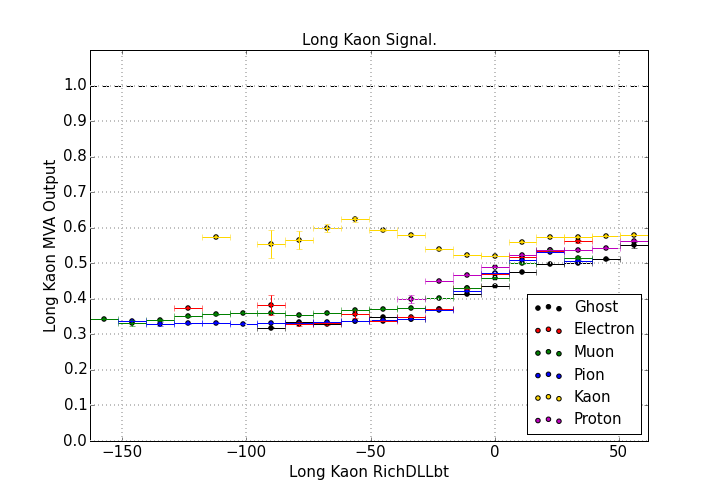 Long Kaon Signal.
1.0
0.9
0.8
0.7
0.6
0.5
0.4
0.3
0.2
0.1
0.0
Long Kaon MVA Output
Ghost
Electron
Muon
Pion
Kaon
Proton
−150 −100 −50 0 50
Long Kaon RichDLLbt